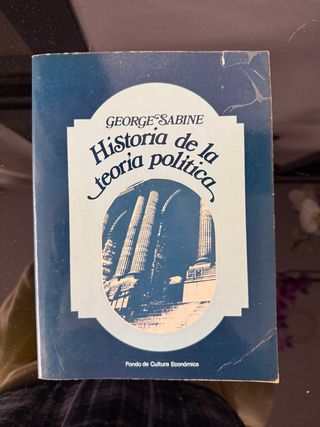 GEORGE SABINE
Historia de la
teoría política
Fondo de Cultura Económica